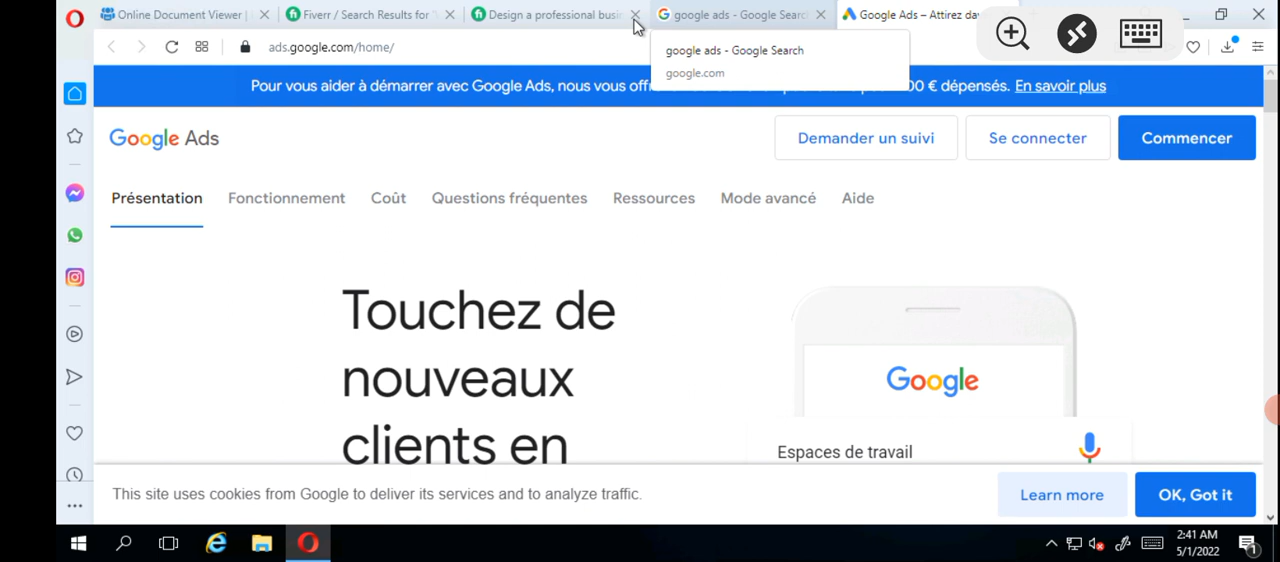 Online Document Viewer |
Fiverr / Search Results for
Design a professional busi
google ads - Google Searc
Google Ads – Attirez da
ads.google.com/home/
google ads - Google Search
google.com
Pour vous aider à démarrer avec Google Ads, nous vous off 00 € dépensés. En savoir plus
Google Ads
Demander un suivi
Se connecter
Commencer
Présentation
Fonctionnement
Coût
Questions fréquentes
Ressources
Mode avancé
Aide
Touchez de
nouveaux
clients en
Google
Espaces de travail
This site uses cookies from Google to deliver its services and to analyze traffic.
Learn more
OK, Got it
2:41 AM
5/1/2022
1